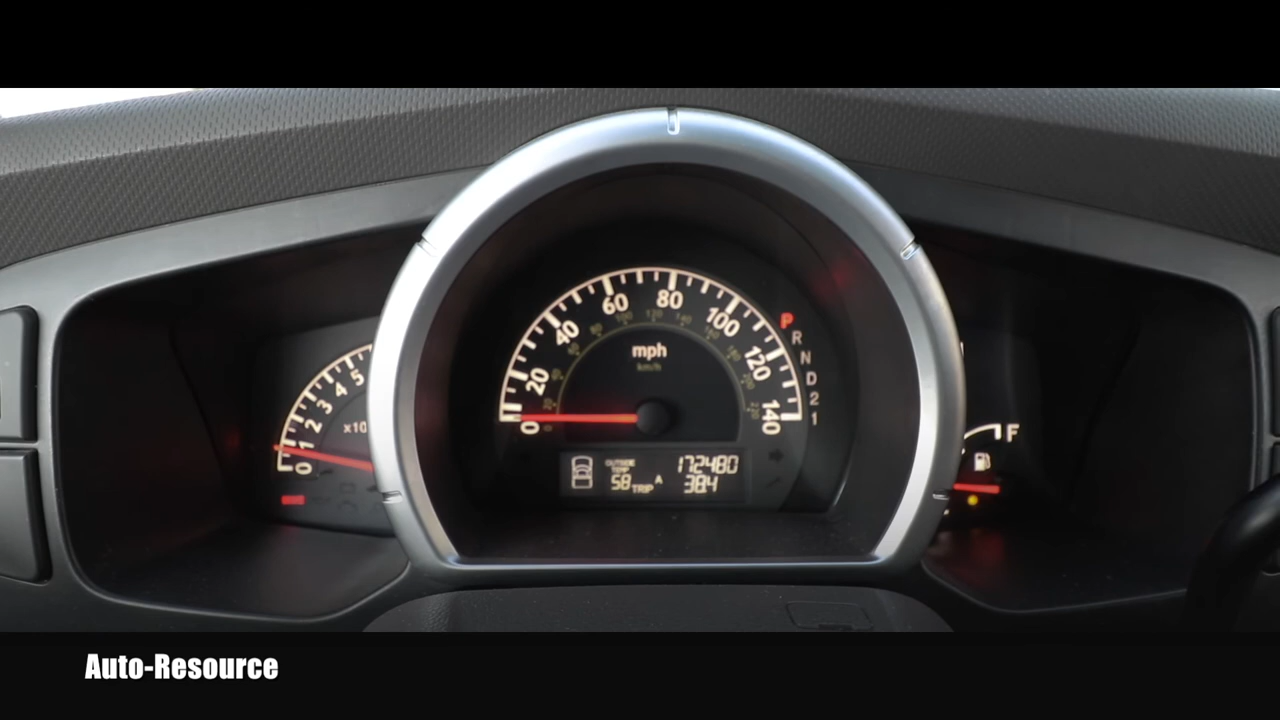 0 1 2 3 4 5
x10
0 20 40 60 80 100 120 140
mph
km/h
P
R
N
D
2
1
OUTSIDE
TEMP
58
TRIP A
172480
38.4
F
Auto-Resource